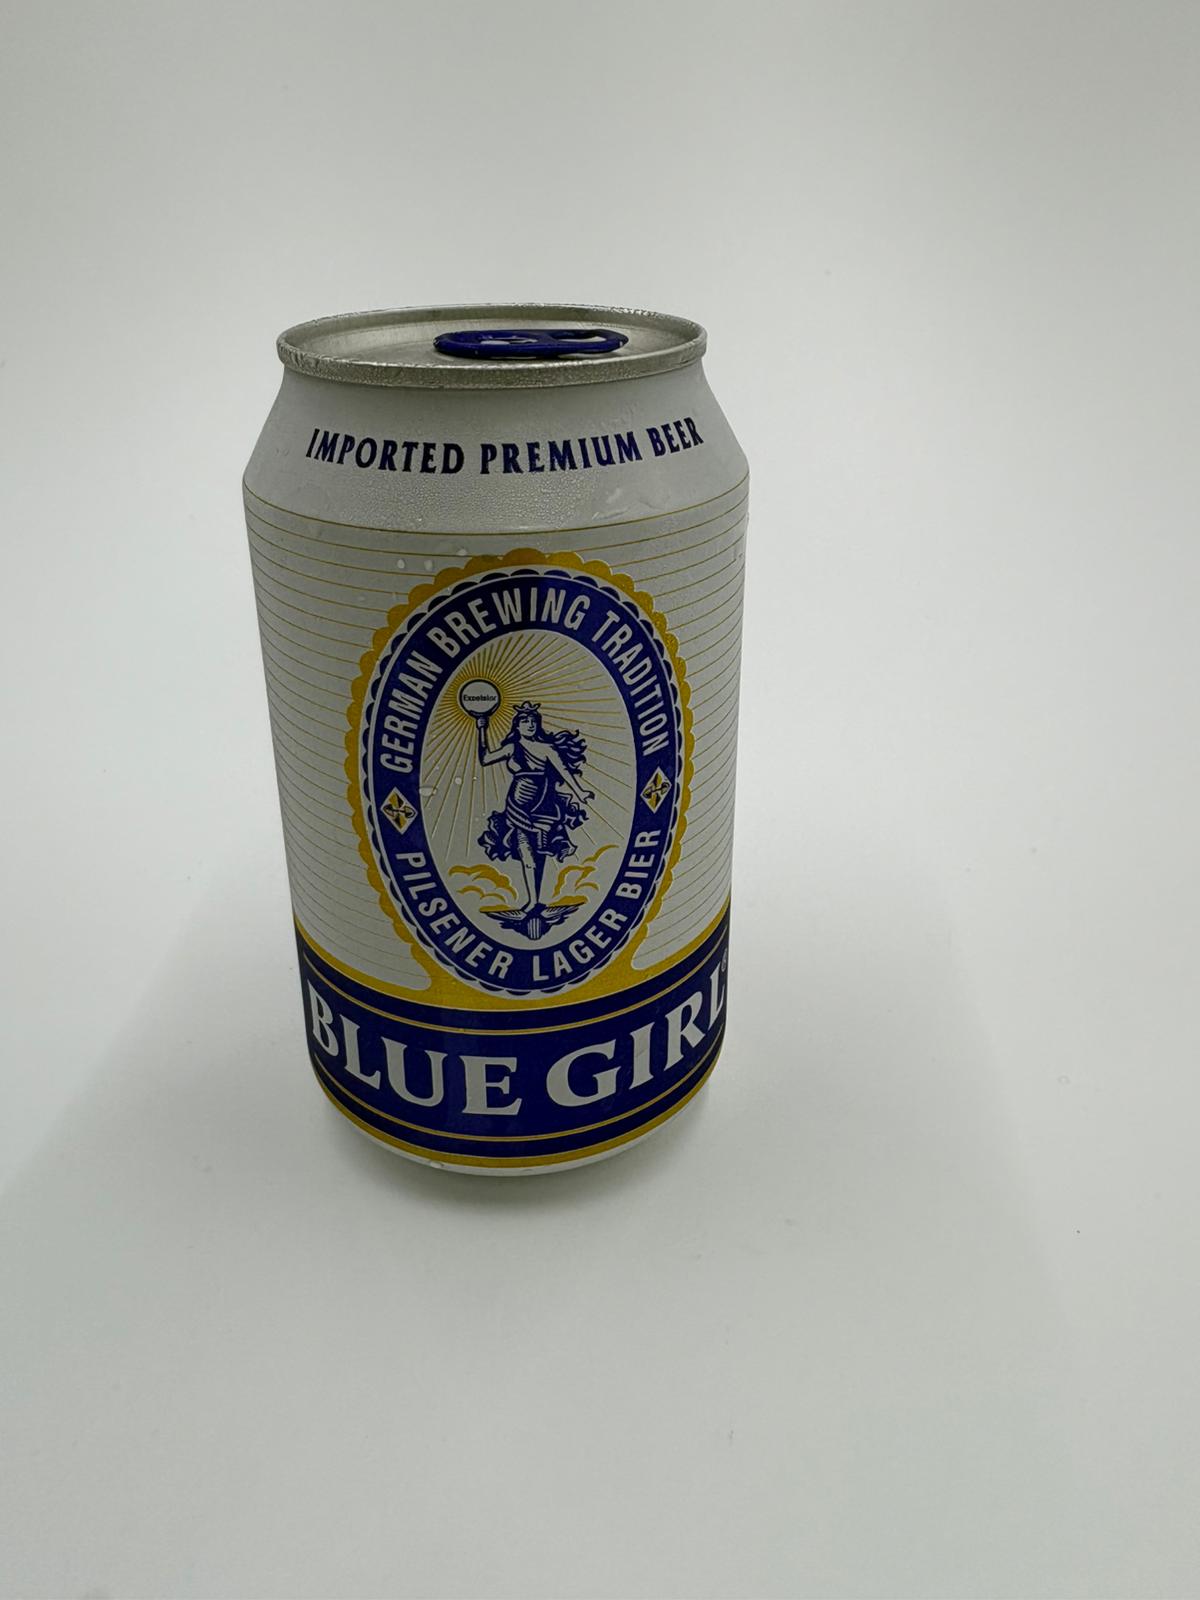 IMPORTED PREMIUM BEER
GERMAN BREWING TRADITION
Excelsior
PILSENER LAGER BIER
BLUE GIRL®